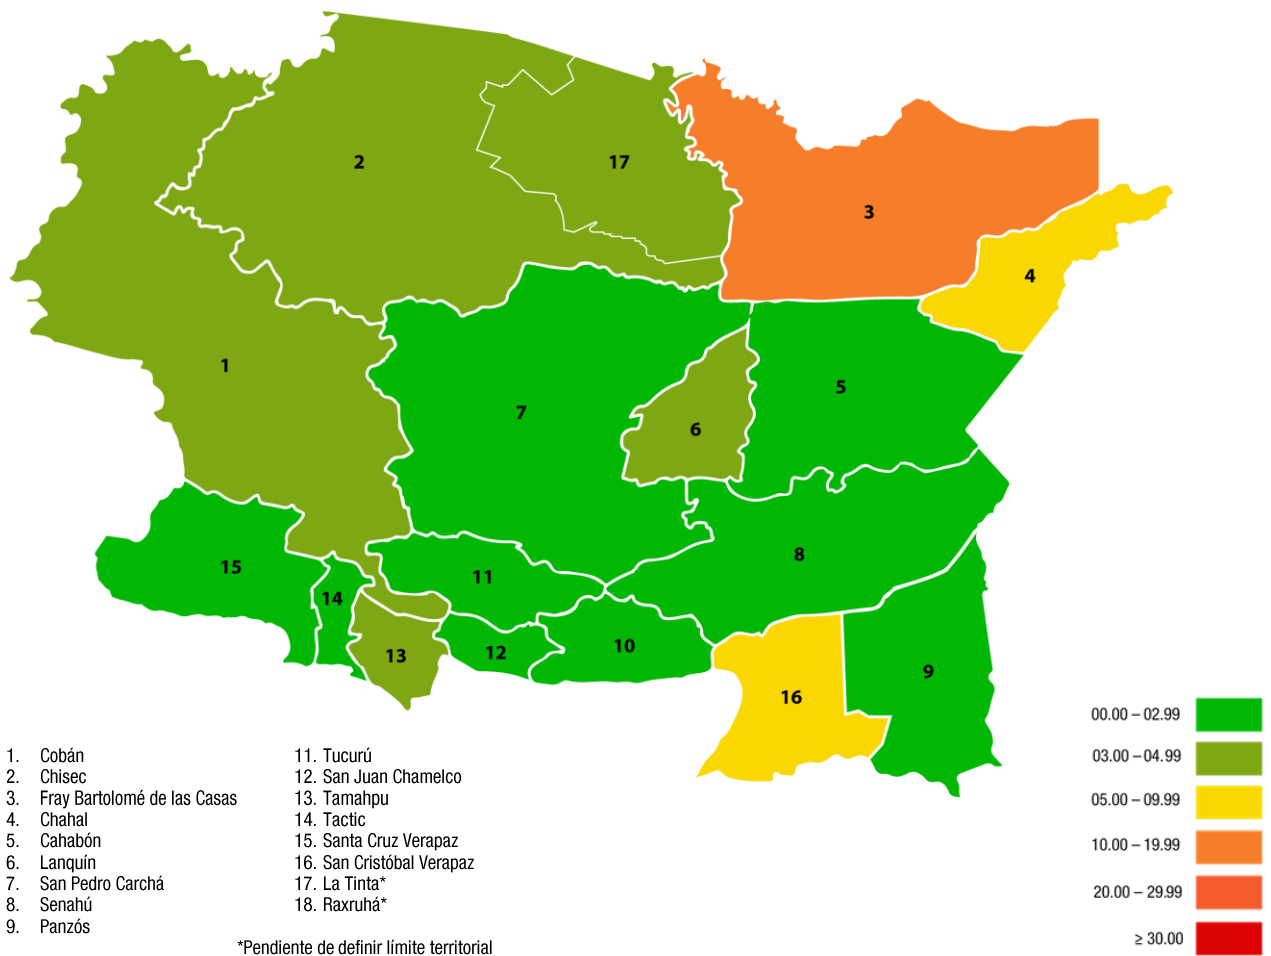 2
17
3
4
1
5
7
6
8
15
11
14
10
12
13
9
16
00.00 – 02.99
03.00 – 04.99
05.00 – 09.99
10.00 – 19.99
20.00 – 29.99
≥ 30.00
1. Cobán
2. Chisec
3. Fray Bartolomé de las Casas
4. Chahal
5. Cahabón
6. Lanquín
7. San Pedro Carchá
8. Senahú
9. Panzós
11. Tucurú
12. San Juan Chamelco
13. Tamahpu
14. Tactic
15. Santa Cruz Verapaz
16. San Cristóbal Verapaz
17. La Tinta*
18. Raxruhá*
*Pendiente de definir límite territorial